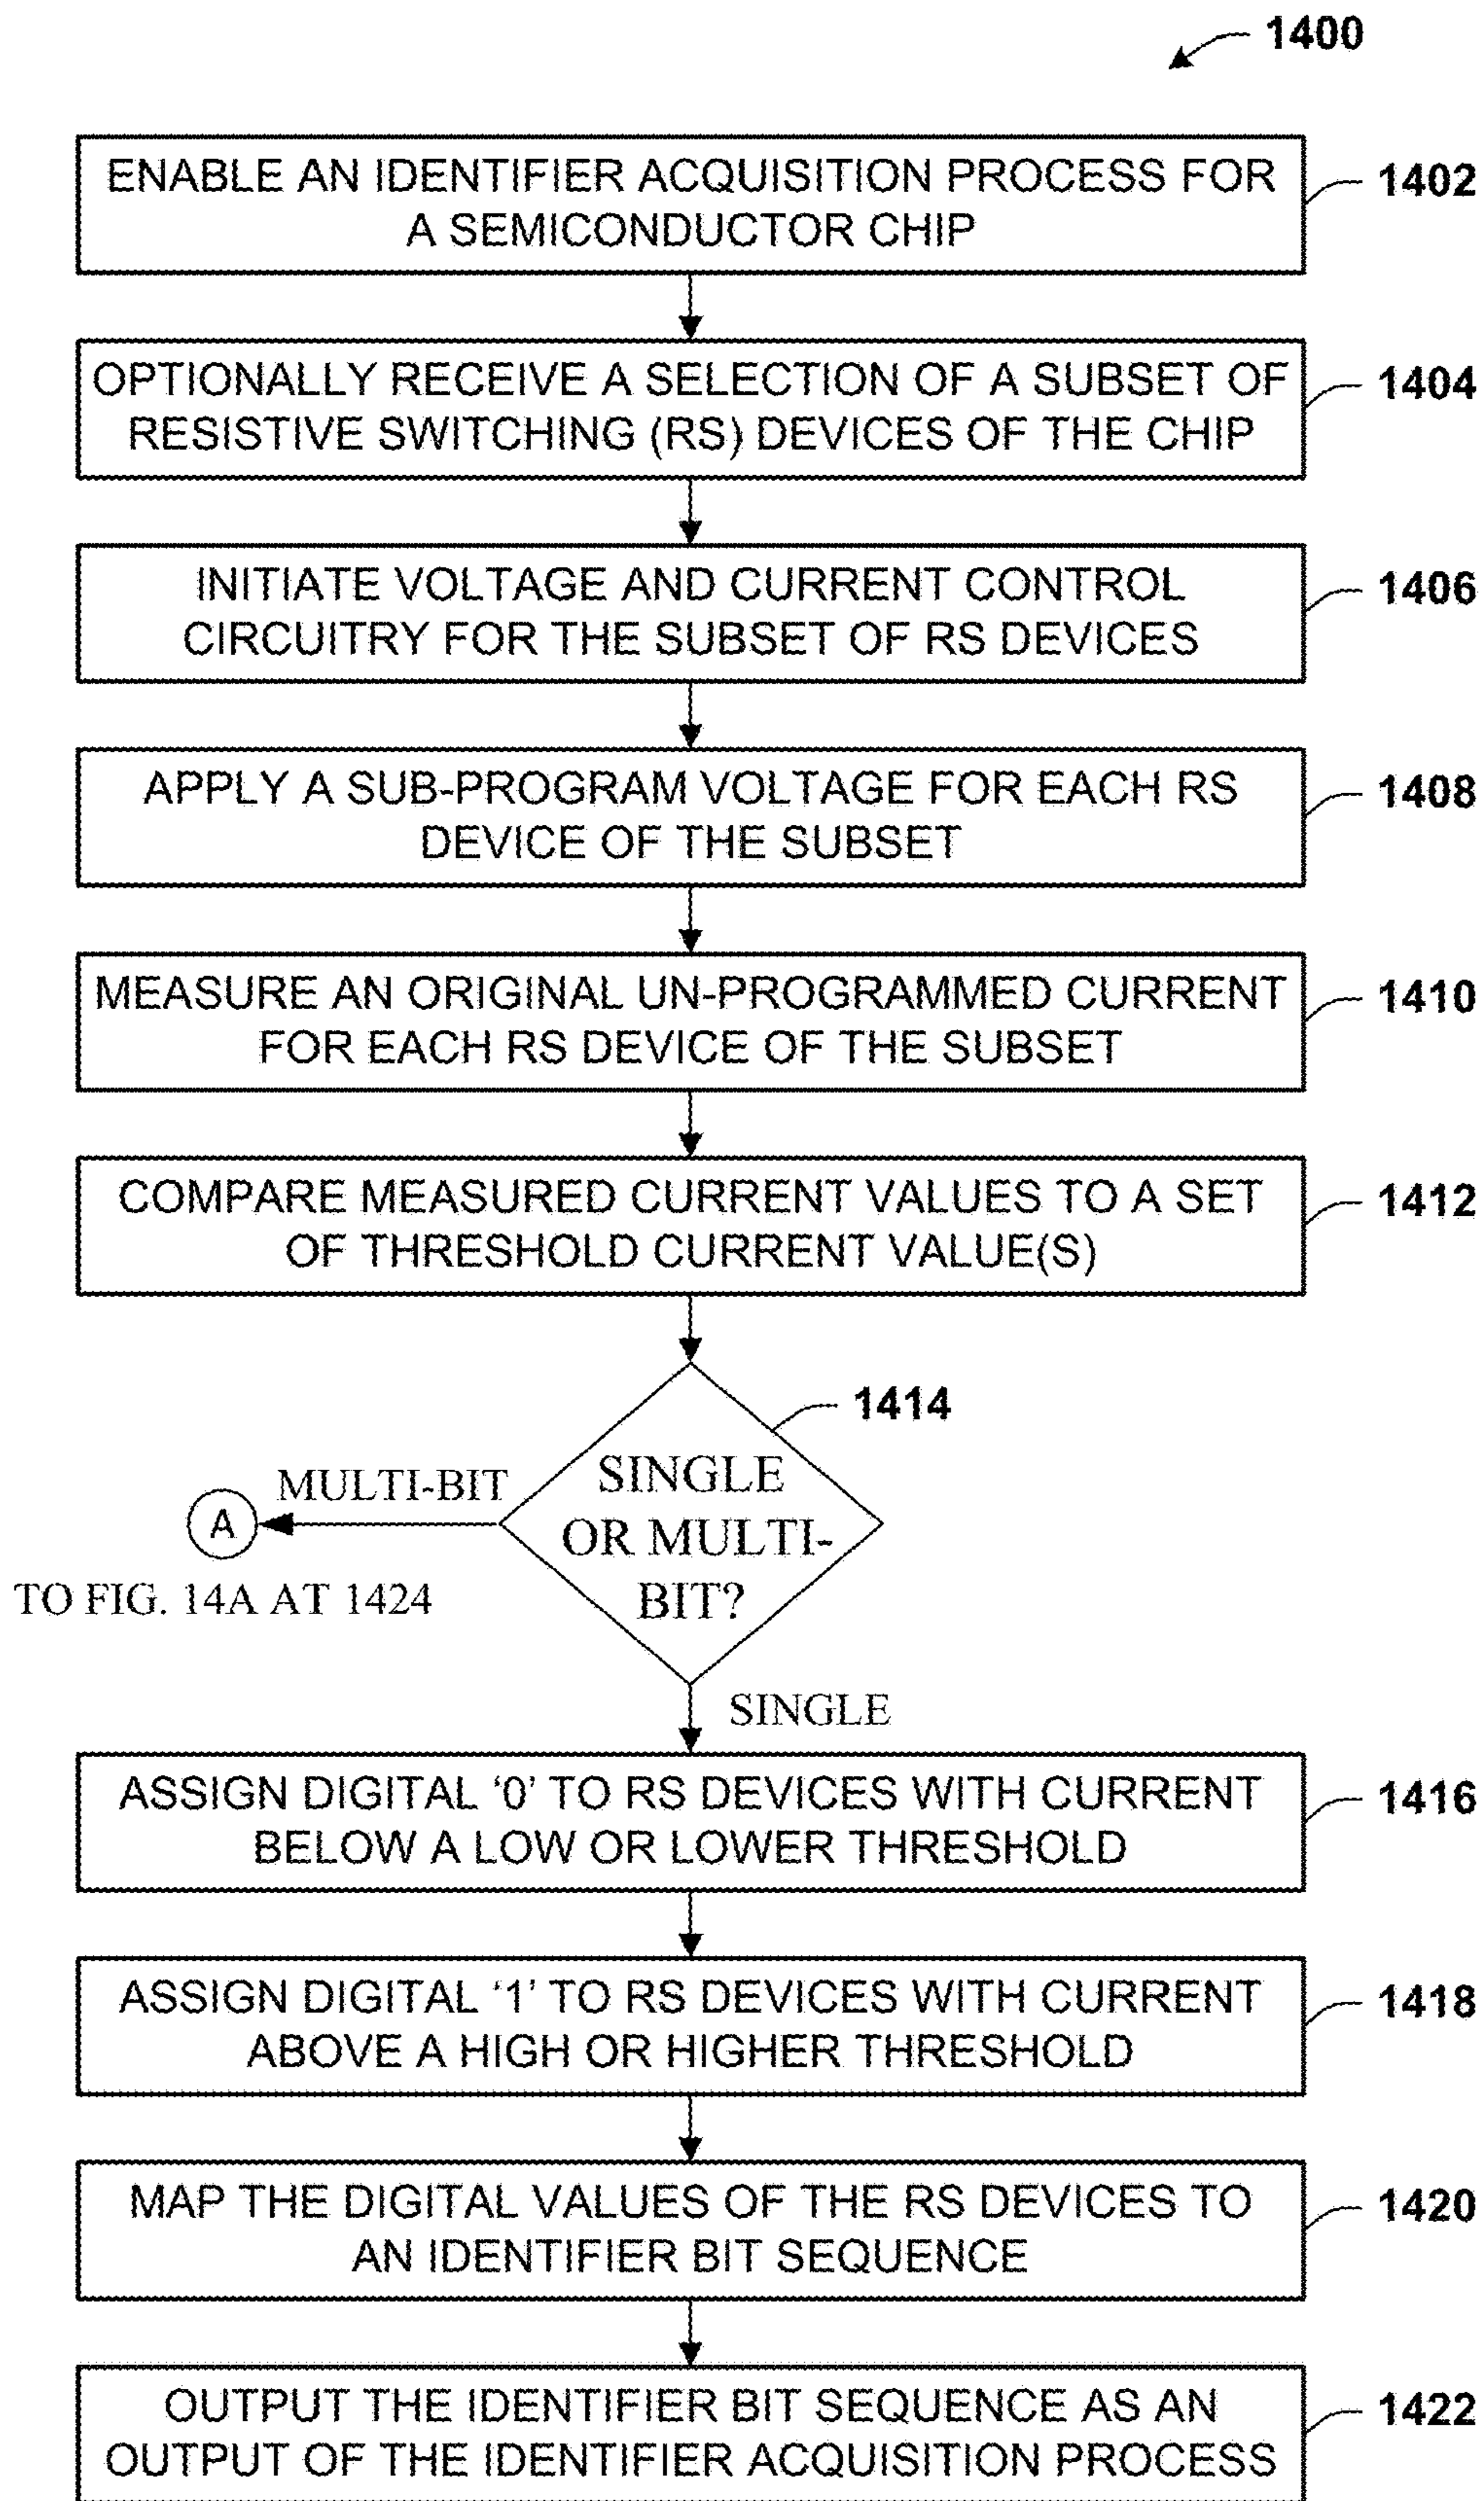 1400
ENABLE AN IDENTIFIER ACQUISITION PROCESS FOR
A SEMICONDUCTOR CHIP
1402
OPTIONALLY RECEIVE A SELECTION OF A SUBSET OF
RESISTIVE SWITCHING (RS) DEVICES OF THE CHIP
1404
INITIATE VOLTAGE AND CURRENT CONTROL
CIRCUITRY FOR THE SUBSET OF RS DEVICES
1406
APPLY A SUB-PROGRAM VOLTAGE FOR EACH RS
DEVICE OF THE SUBSET
1408
MEASURE AN ORIGINAL UN-PROGRAMMED CURRENT
FOR EACH RS DEVICE OF THE SUBSET
1410
COMPARE MEASURED CURRENT VALUES TO A SET
OF THRESHOLD CURRENT VALUE(S)
1412
1414
SINGLE
OR MULTI-
BIT?
MULTI-BIT
A
TO FIG. 14A AT 1424
SINGLE
ASSIGN DIGITAL ‘0’ TO RS DEVICES WITH CURRENT
BELOW A LOW OR LOWER THRESHOLD
1416
ASSIGN DIGITAL ‘1’ TO RS DEVICES WITH CURRENT
ABOVE A HIGH OR HIGHER THRESHOLD
1418
MAP THE DIGITAL VALUES OF THE RS DEVICES TO
AN IDENTIFIER BIT SEQUENCE
1420
OUTPUT THE IDENTIFIER BIT SEQUENCE AS AN
OUTPUT OF THE IDENTIFIER ACQUISITION PROCESS
1422